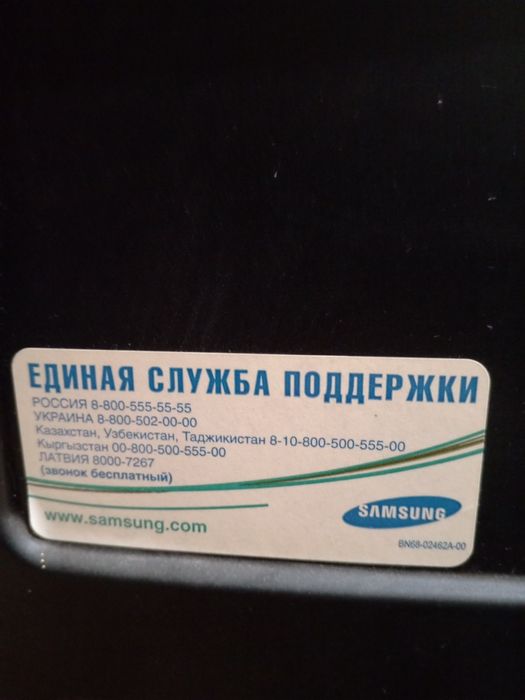 ЕДИНАЯ СЛУЖБА ПОДДЕРЖКИ
РОССИЯ 8-800-555-55-55
УКРАИНА 8-800-502-00-00
Казахстан, Узбекистан, Таджикистан 8-10-800-500-555-00
Кыргызстан 00-800-500-555-00
ЛАТВИЯ 8000-7267
(звонок бесплатный)
www.samsung.com
SAMSUNG
BN68-02462A-00